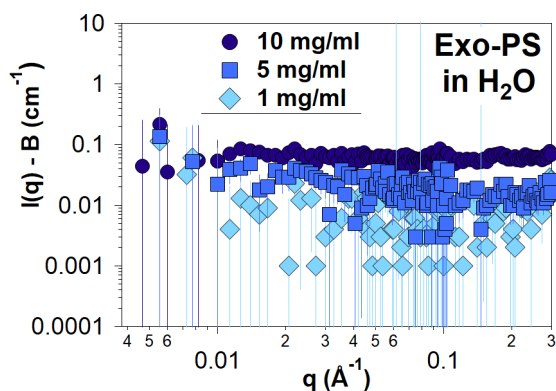 10
1
0.1
0.01
0.001
0.0001
I(q) - B (cm⁻¹)
10 mg/ml
5 mg/ml
1 mg/ml
Exo-PS
in H₂O
4 5 6 0.01 2 3 4 5 6 0.1 2 3
q (Å⁻¹)